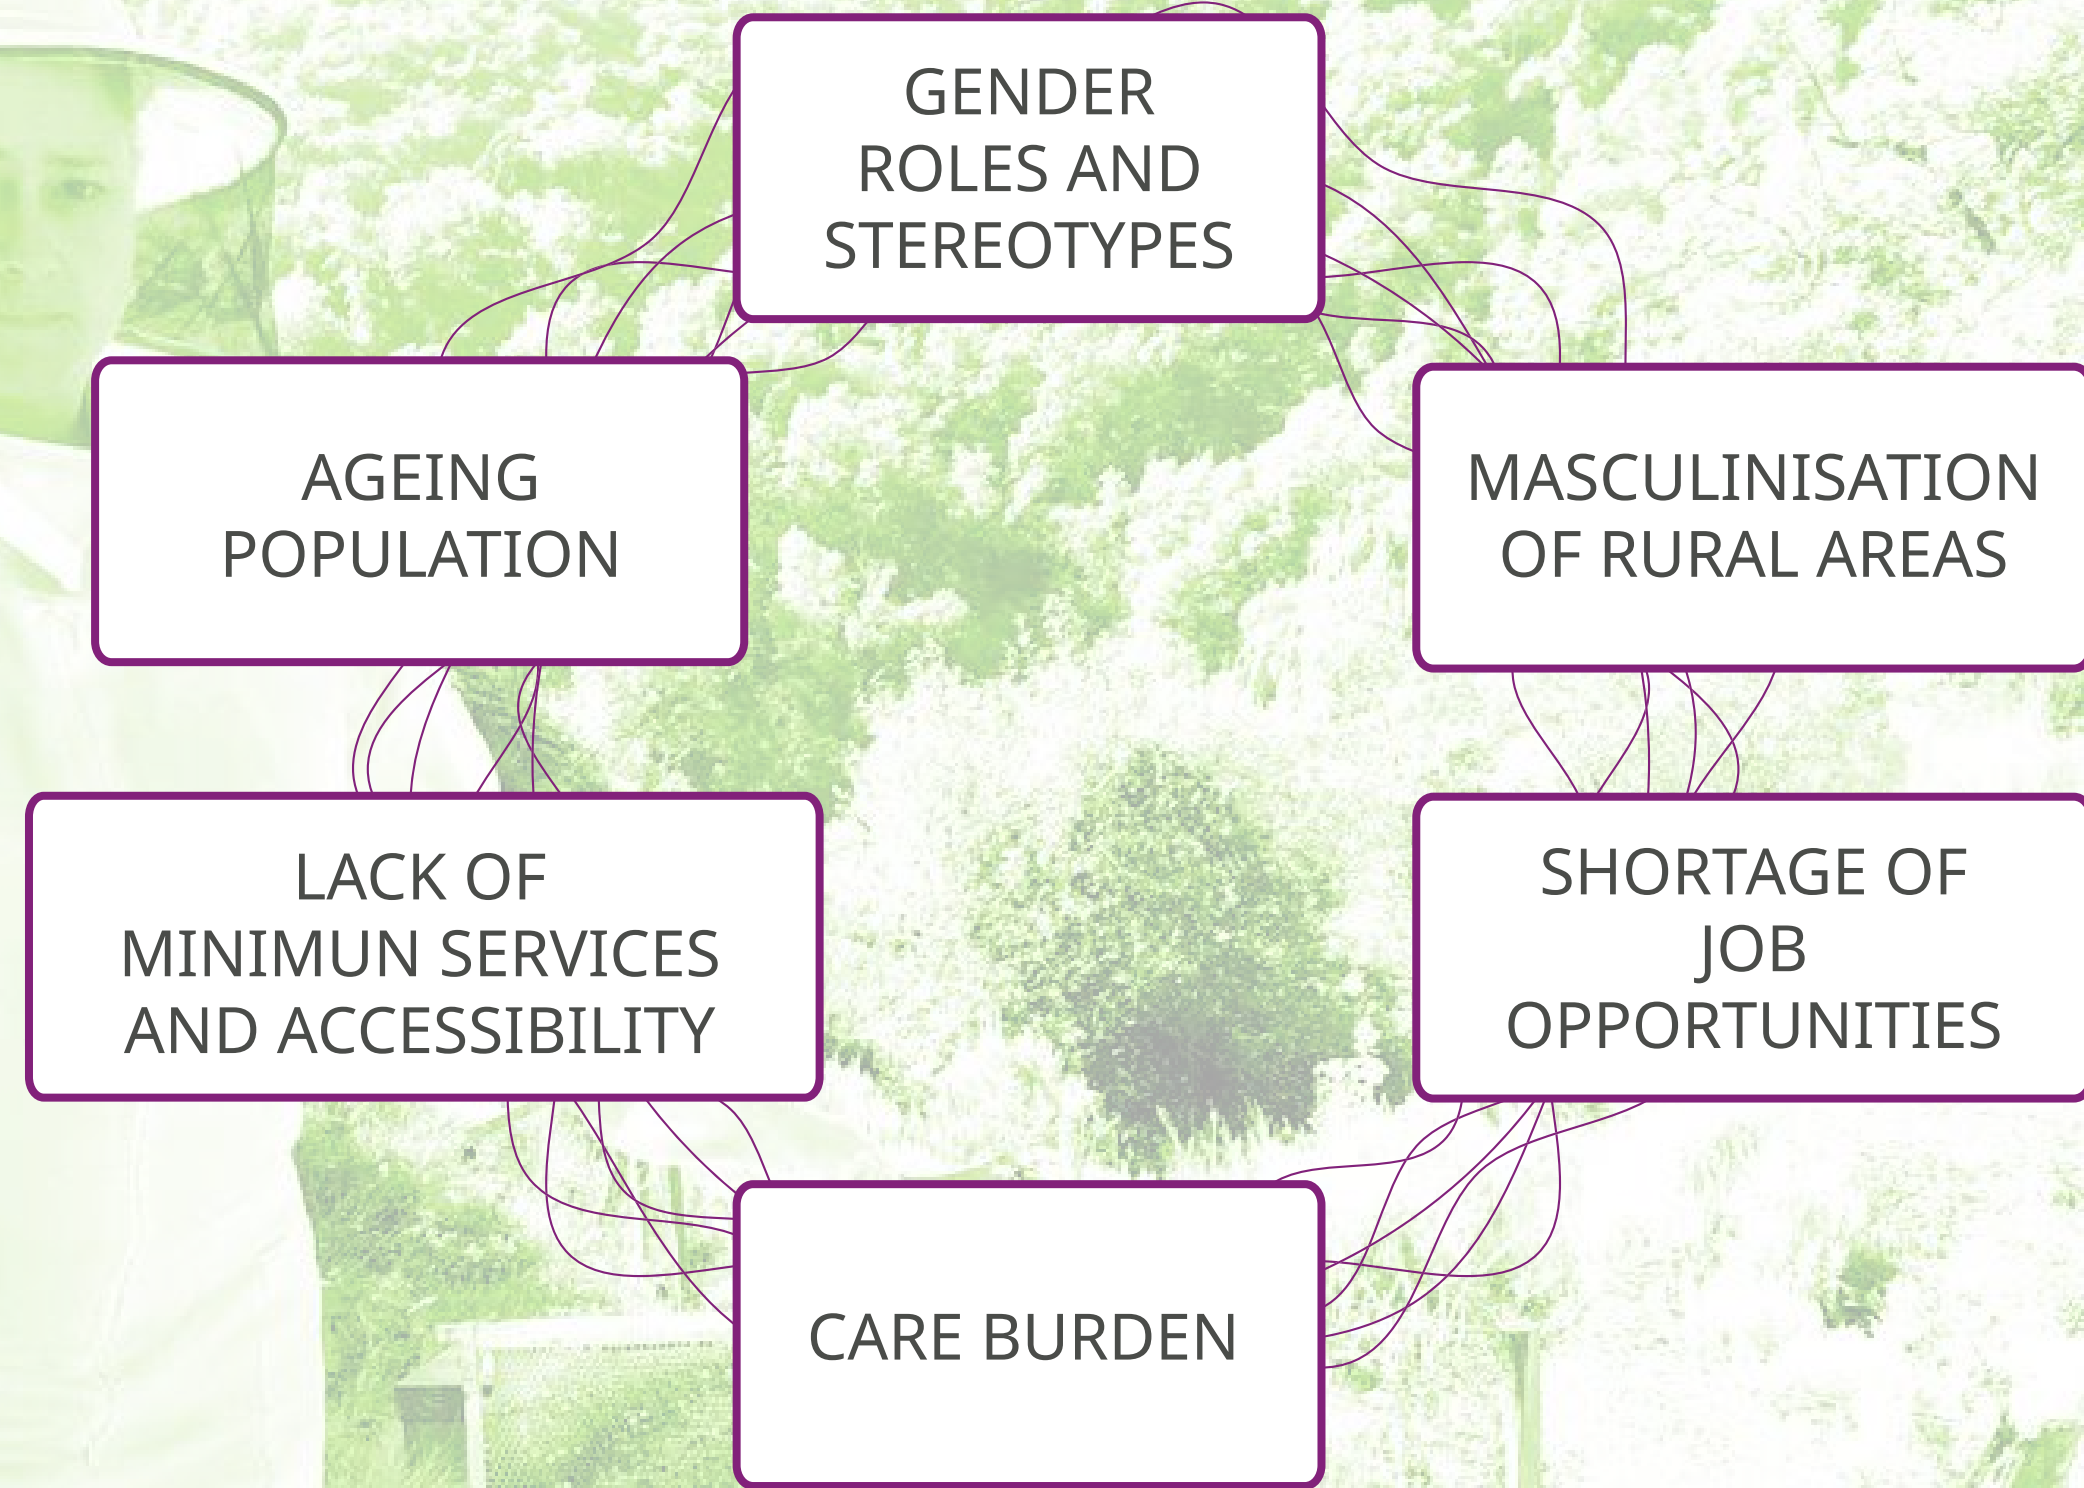 GENDER
ROLES AND
STEREOTYPES
AGEING
POPULATION
MASCULINISATION
OF RURAL AREAS
LACK OF
MINIMUN SERVICES
AND ACCESSIBILITY
SHORTAGE OF
JOB
OPPORTUNITIES
CARE BURDEN